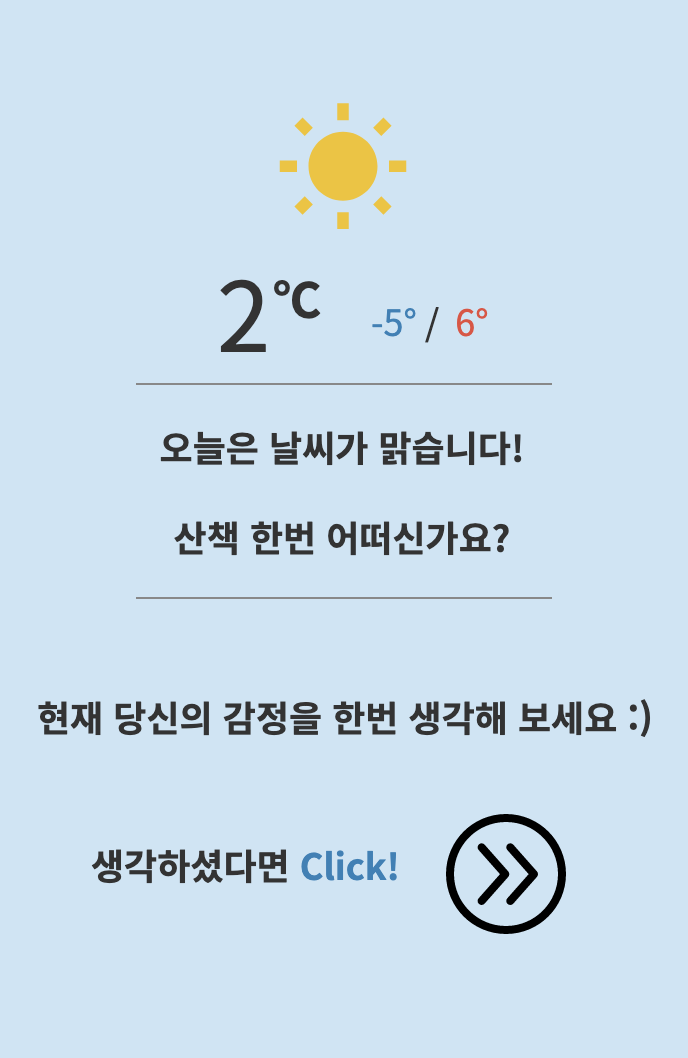 2℃ -5° / 6°
오늘은 날씨가 맑습니다!
산책 한번 어떠신가요?
현재 당신의 감정을 한번 생각해 보세요 :)
생각하셨다면 Click!